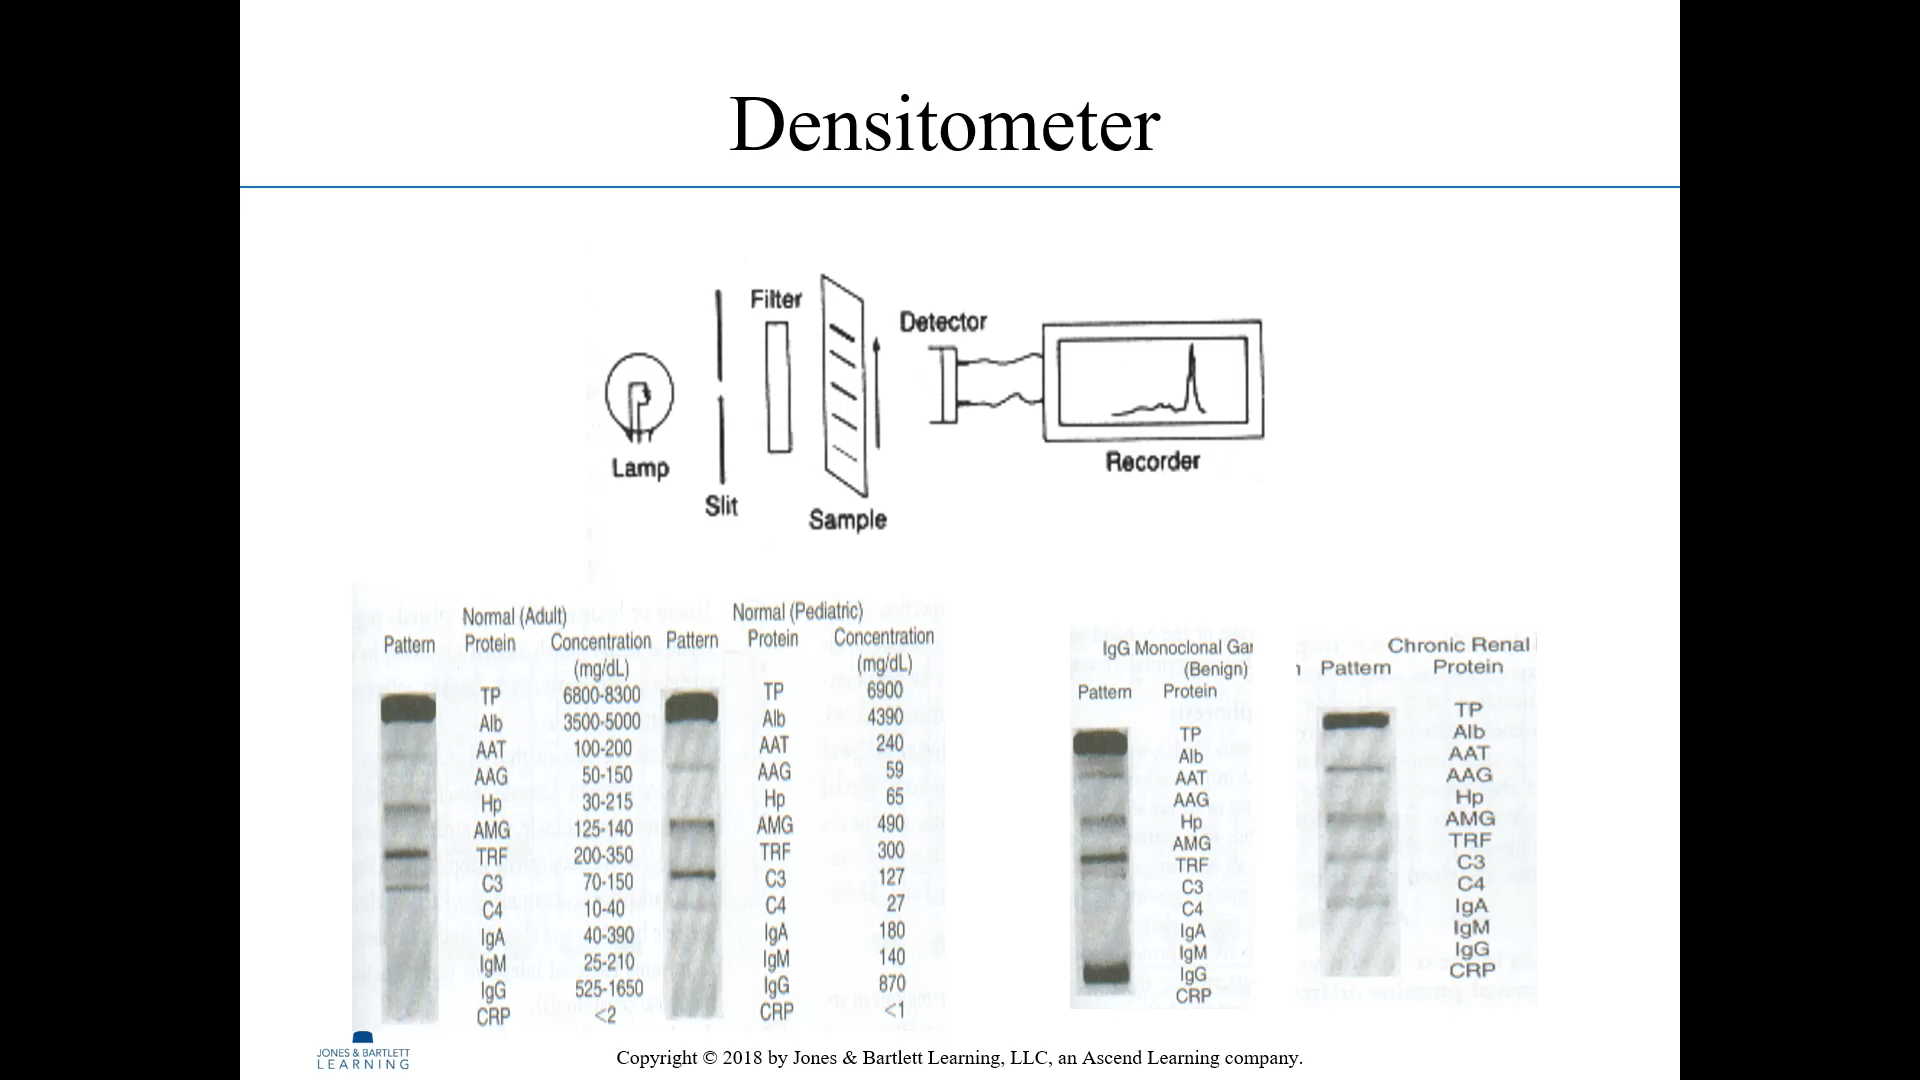 Densitometer
Filter
Detector
Lamp
Slit
Sample
Recorder
Normal (Adult)
Pattern Protein Concentration
(mg/dL)
TP 6800-8300
Alb 3500-5000
AAT 100-200
AAG 50-150
Hp 30-215
AMG 125-140
TRF 200-350
C3 70-150
C4 10-40
IgA 40-390
IgM 25-210
IgG 525-1650
CRP <2
Normal (Pediatric)
Pattern Protein Concentration
(mg/dL)
TP 6900
Alb 4390
AAT 240
AAG 59
Hp 65
AMG 490
TRF 300
C3 127
C4 27
IgA 180
IgM 140
IgG 870
CRP <1
IgG Monoclonal Gar
(Benign)
Pattern Protein
TP
Alb
AAT
AAG
Hp
AMG
TRF
C3
C4
IgA
IgM
IgG
CRP
Chronic Renal
Pattern Protein
TP
Alb
AAT
AAG
Hp
AMG
TRF
C3
C4
IgA
IgM
IgG
CRP
JONES & BARTLETT
LEARNING
Copyright © 2018 by Jones & Bartlett Learning, LLC, an Ascend Learning company.